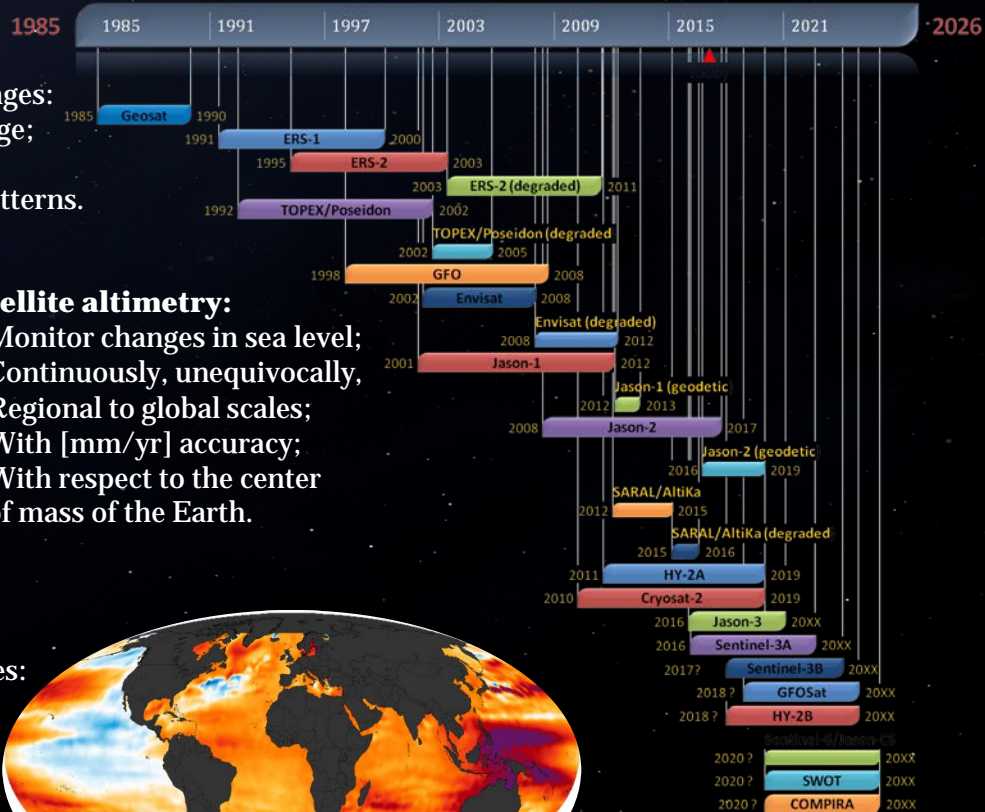 1985 1985 1991 1997 2003 2009 2015 2021 2026
Today
nges:
ge;
tterns.
ellite altimetry:
Monitor changes in sea level;
Continuously, unequivocally,
Regional to global scales;
With [mm/yr] accuracy;
With respect to the center
of mass of the Earth.
es:
1985 Geosat 1990
1991 ERS-1 2000
1995 ERS-2 2003
2003 ERS-2 (degraded) 2011
1992 TOPEX/Poseidon 2002
TOPEX/Poseidon (degraded
2002 2005
1998 GFO 2008
2002 Envisat 2008
Envisat (degraded)
2008 2012
2001 Jason-1 2012
Jason-1 (geodetic
2012 2013
2008 Jason-2 2017
Jason-2 (geodetic
2016 2019
SARAL/AltiKa
2012 2015
SARAL/AltiKa (degraded
2015 2016
2011 HY-2A 2019
2010 Cryosat-2 2019
2016 Jason-3 20XX
2016 Sentinel-3A 20XX
2017?? Sentinel-3B 20XX
2018 ? GFOSat 20XX
2018 ? HY-2B 20XX
Sentinel-6/Jason-CS
2020 ? 20XX
2020 ? SWOT 20XX
2020 ? COMPIRA 20XX